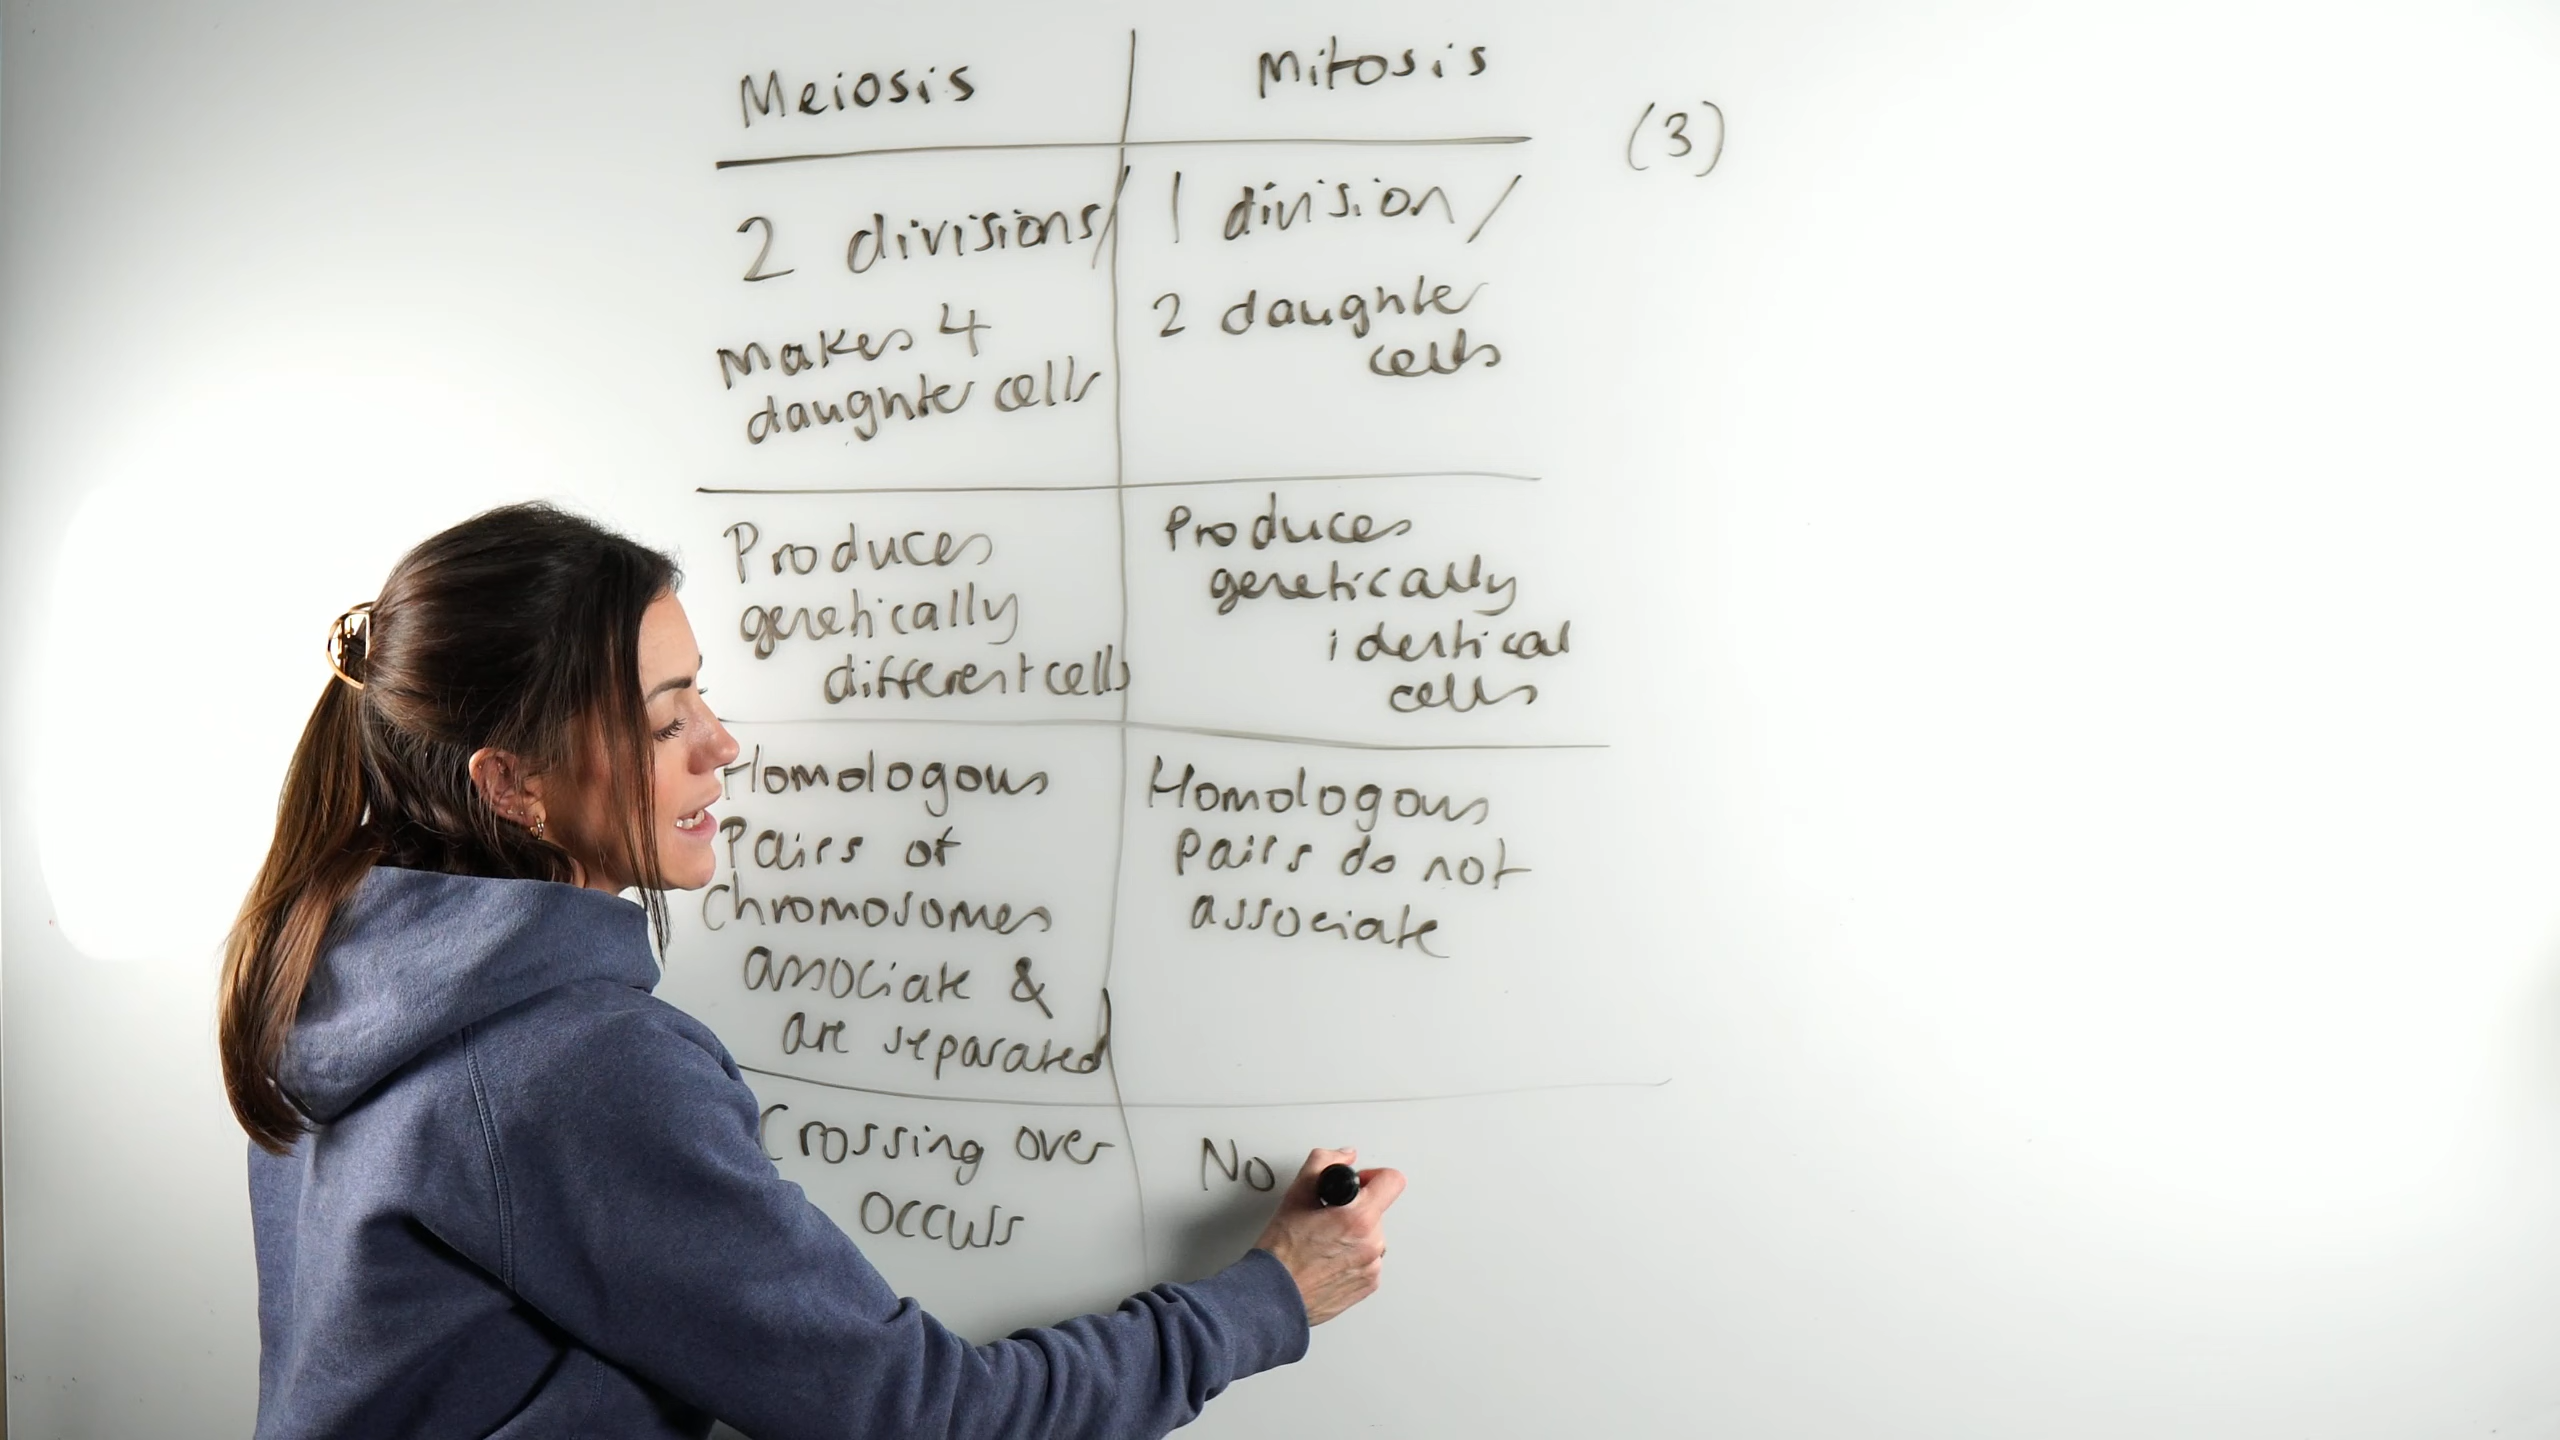 Meiosis
Mitosis
(3)
2 divisions/
Makes 4
daughter cells
1 division/
2 daughter
cells
Produces
genetically
different cells
Produces
genetically
identical
cells
Homologous
Pairs of
Chromosomes
associate &
are separated
Homologous
pairs do not
associate
Crossing over
occurs
No